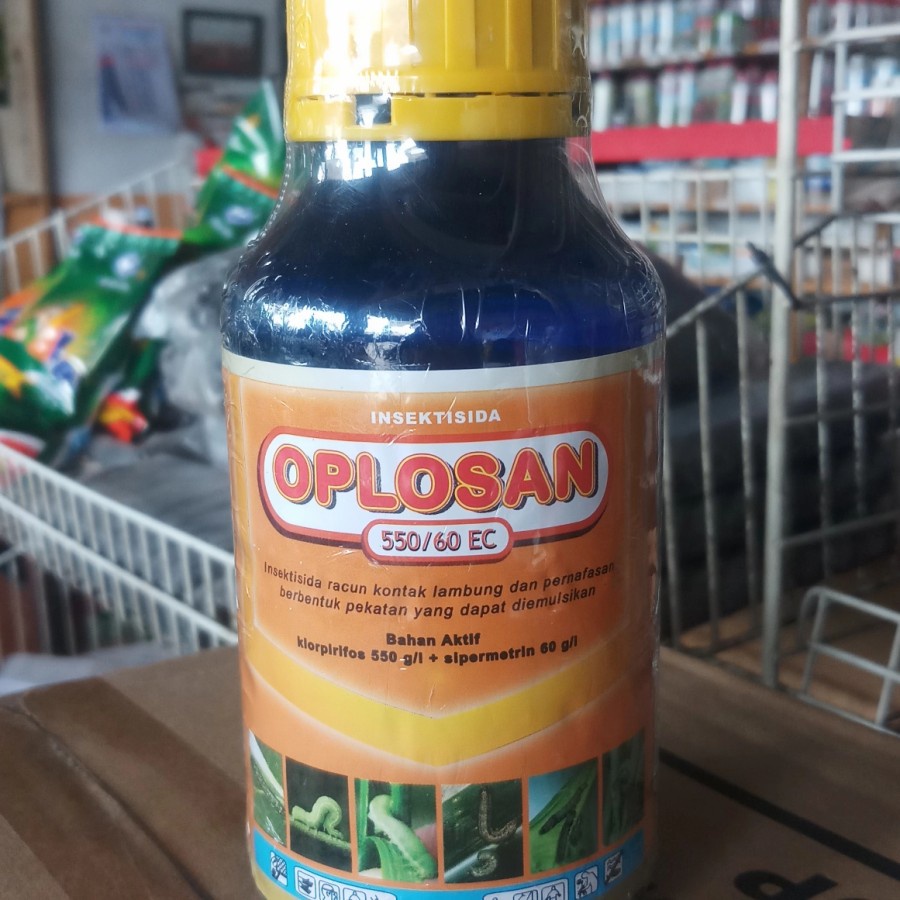 INSEKTISIDA
OPLOSAN
550/60 EC
Insektisida racun kontak lambung dan pernafasan
berbentuk pekatan yang dapat diemulsikan
Bahan Aktif
klorpirifos 550 g/l + sipermetrin 60 g/l
P